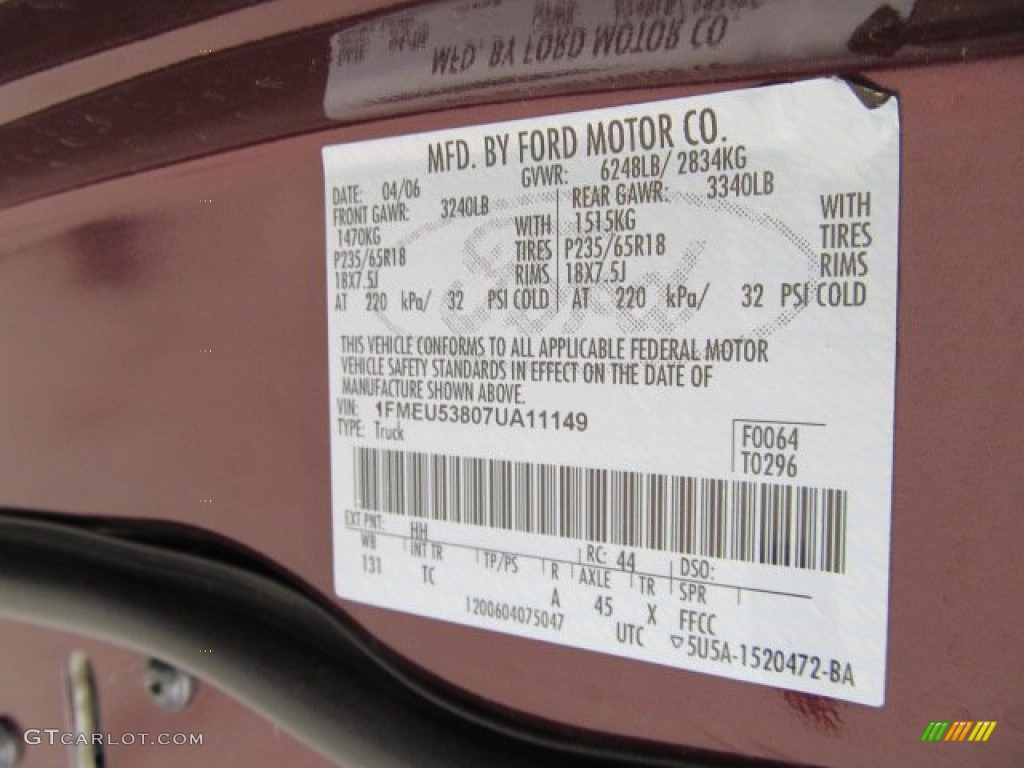 MFD. BY FORD MOTOR CO
MFD. BY FORD MOTOR CO.
DATE: 04/06 GVWR: 6248LB/ 2834KG
FRONT GAWR: 3240LB REAR GAWR: 3340LB
1470KG WITH 1515KG WITH
P235/65R18 TIRES P235/65R18 TIRES
18X7.5J RIMS 18X7.5J RIMS
AT 220 kPa/ 32 PSI COLD AT 220 kPa/ 32 PSI COLD
Ford
THIS VEHICLE CONFORMS TO ALL APPLICABLE FEDERAL MOTOR
VEHICLE SAFETY STANDARDS IN EFFECT ON THE DATE OF
MANUFACTURE SHOWN ABOVE.
VIN: 1FMEU53807UA11149
TYPE: Truck
F0064
T0296
EXT PNT: HH RC: 44 DSO:
WB INT TR TP/PS R AXLE TR SPR
131 TC A 45 X FFCC
1200604075047 UTC ▽5U5A-1520472-BA
GTCARLOT.COM